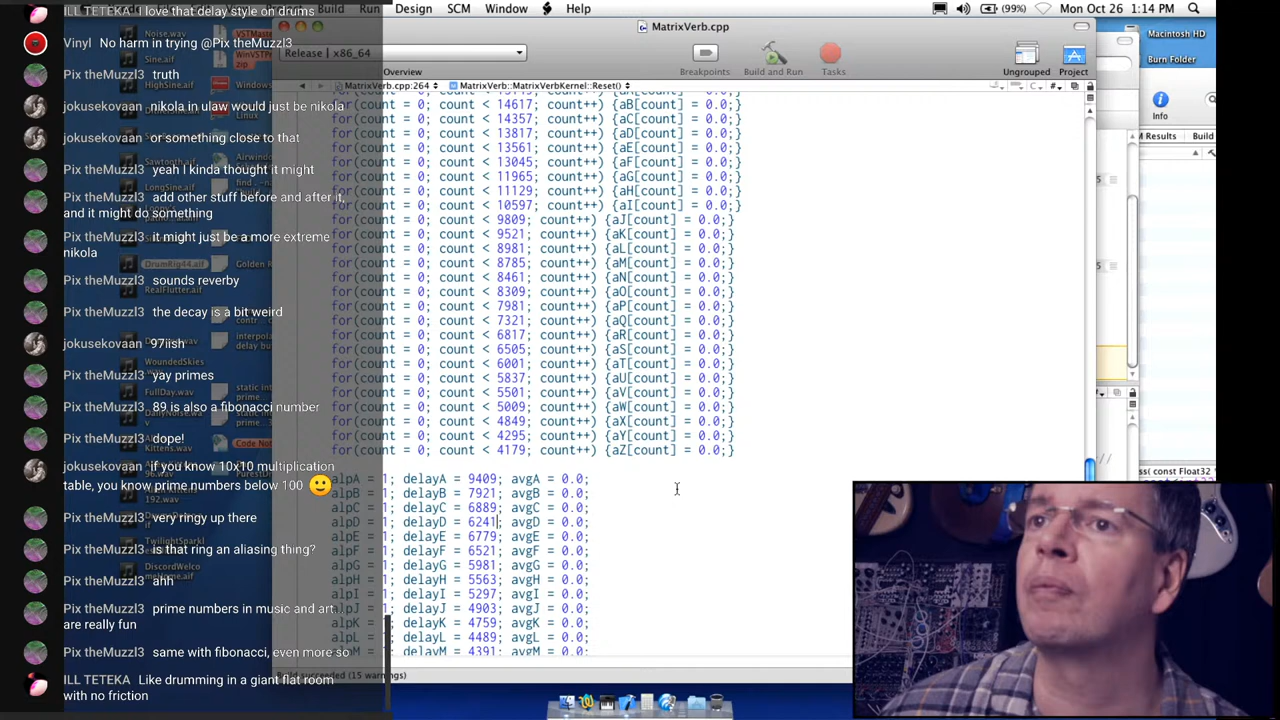 ILL TETEKA I love that delay style on drums
Vinyl No harm in trying @Pix theMuzzl3
Pix theMuzzl3 truth
jokusekovaan nikola in ulaw would just be nikola
jokusekovaan or something close to that
Pix theMuzzl3 yeah I kinda thought it might
Pix theMuzzl3 add other stuff before and after it,
and it might do something
Pix theMuzzl3 it might just be a more extreme
nikola
Pix theMuzzl3 sounds reverby
Pix theMuzzl3 the decay is a bit weird
jokusekovaan 97iish
Pix theMuzzl3 yay primes
Pix theMuzzl3 89 is also a fibonacci number
Pix theMuzzl3 dope!
jokusekovaan if you know 10x10 multiplication
table, you know prime numbers below 100
Pix theMuzzl3 very ringy up there
Pix theMuzzl3 is that ring an aliasing thing?
Pix theMuzzl3 ahh
Pix theMuzzl3 prime numbers in music and art...
are really fun
Pix theMuzzl3 same with fibonacci, even more so
ILL TETEKA Like drumming in a giant flat room
with no friction
Build Run Design SCM Window Help
(99%) Mon Oct 26 1:14 PM
MatrixVerb.cpp
Release | x86_64
Overview
Breakpoints
Build and Run
Tasks
Ungrouped
Project
MatrixVerb.cpp:264
MatrixVerb::MatrixVerbKernel::Reset()
for(count = 0; count < 14617; count++) {aB[count] = 0.0;}
for(count = 0; count < 14357; count++) {aC[count] = 0.0;}
for(count = 0; count < 13817; count++) {aD[count] = 0.0;}
for(count = 0; count < 13561; count++) {aE[count] = 0.0;}
for(count = 0; count < 13045; count++) {aF[count] = 0.0;}
for(count = 0; count < 11965; count++) {aG[count] = 0.0;}
for(count = 0; count < 11129; count++) {aH[count] = 0.0;}
for(count = 0; count < 10597; count++) {aI[count] = 0.0;}
for(count = 0; count < 9809; count++) {aJ[count] = 0.0;}
for(count = 0; count < 9521; count++) {aK[count] = 0.0;}
for(count = 0; count < 8981; count++) {aL[count] = 0.0;}
for(count = 0; count < 8785; count++) {aM[count] = 0.0;}
for(count = 0; count < 8461; count++) {aN[count] = 0.0;}
for(count = 0; count < 8309; count++) {aO[count] = 0.0;}
for(count = 0; count < 7981; count++) {aP[count] = 0.0;}
for(count = 0; count < 7321; count++) {aQ[count] = 0.0;}
for(count = 0; count < 6817; count++) {aR[count] = 0.0;}
for(count = 0; count < 6505; count++) {aS[count] = 0.0;}
for(count = 0; count < 6001; count++) {aT[count] = 0.0;}
for(count = 0; count < 5837; count++) {aU[count] = 0.0;}
for(count = 0; count < 5501; count++) {aV[count] = 0.0;}
for(count = 0; count < 5009; count++) {aW[count] = 0.0;}
for(count = 0; count < 4849; count++) {aX[count] = 0.0;}
for(count = 0; count < 4295; count++) {aY[count] = 0.0;}
for(count = 0; count < 4179; count++) {aZ[count] = 0.0;}
alpA = 1; delayA = 9409; avgA = 0.0;
alpB = 1; delayB = 7921; avgB = 0.0;
alpC = 1; delayC = 6889; avgC = 0.0;
alpD = 1; delayD = 6241; avgD = 0.0;
alpE = 1; delayE = 6779; avgE = 0.0;
alpF = 1; delayF = 6521; avgF = 0.0;
alpG = 1; delayG = 5981; avgG = 0.0;
alpH = 1; delayH = 5563; avgH = 0.0;
alpI = 1; delayI = 5297; avgI = 0.0;
alpJ = 1; delayJ = 4903; avgJ = 0.0;
alpK = 1; delayK = 4759; avgK = 0.0;
alpL = 1; delayL = 4489; avgL = 0.0;
alpM = 1; delayM = 4391; avgM = 0.0;
succeeded (15 warnings)
Macintosh HD
Burn Folder
Info
Results
Build
( const Float32